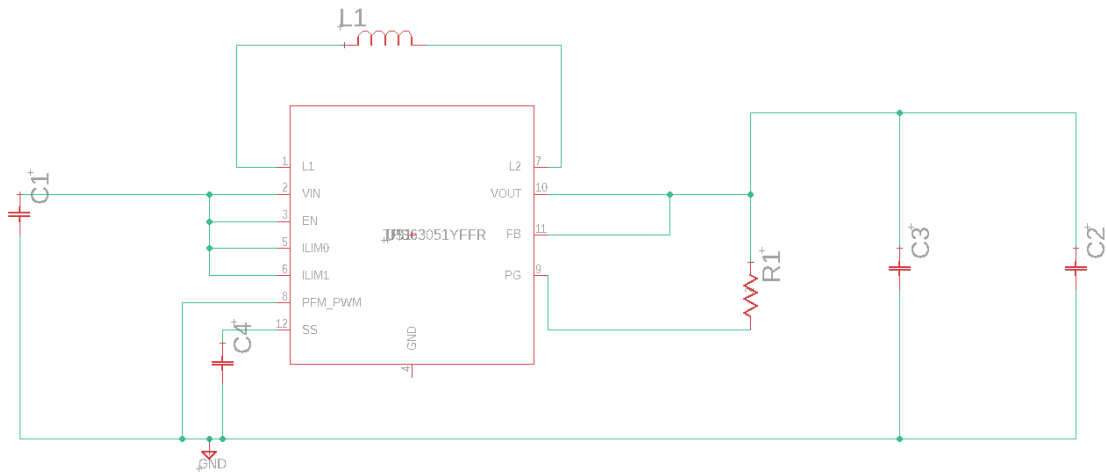 L1
C1
1 L1
L2 7
2 VIN
VOUT 10
3 EN
FB 11
5 ILIM0
6 ILIM1
PG 9
8 PFM_PWM
12 SS
GND
4
C4
R1
C3
C2
GND